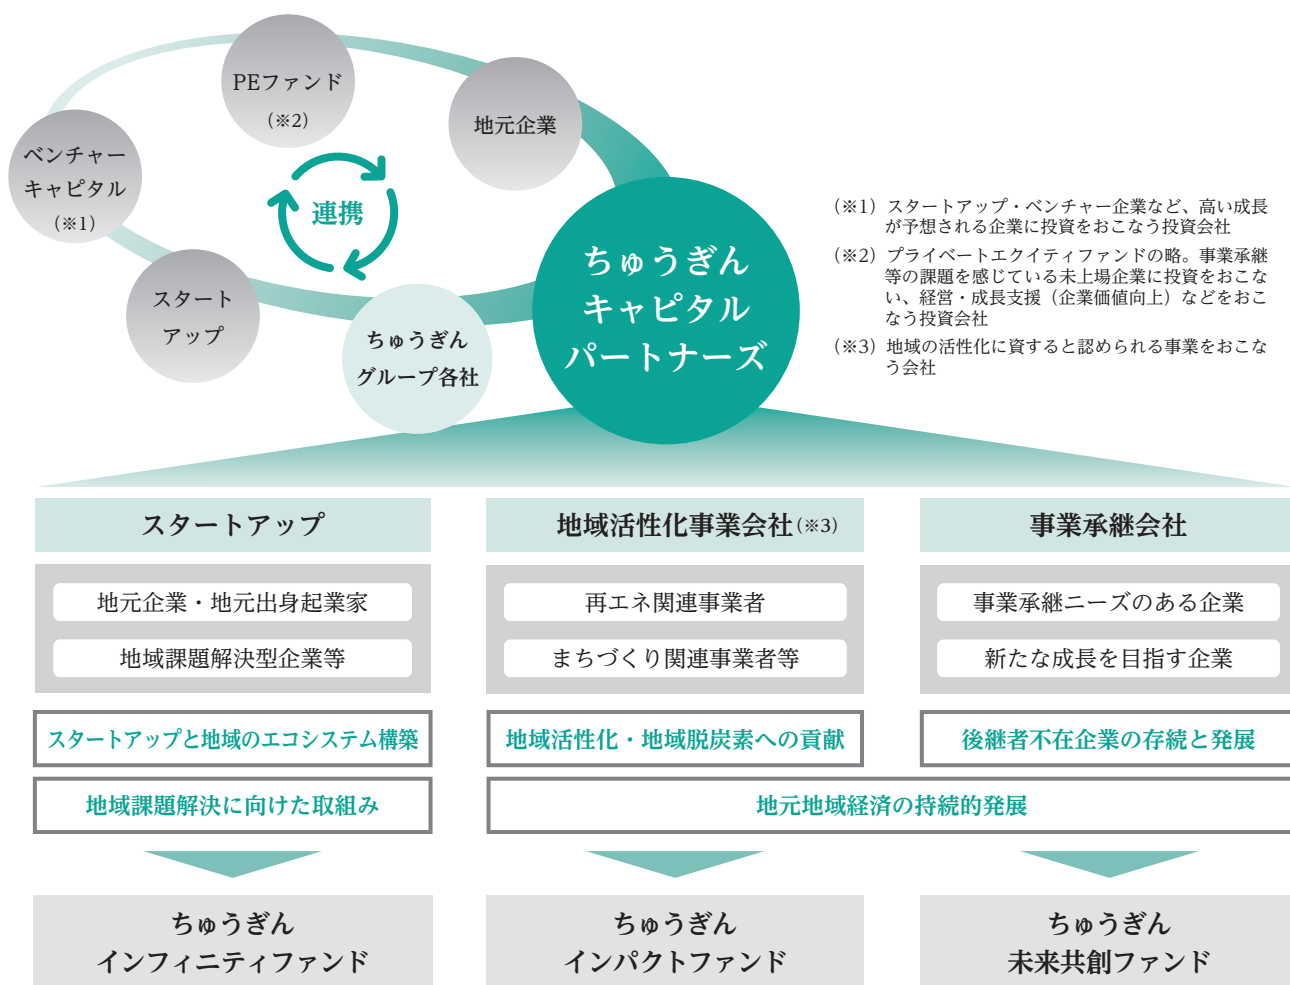 PEファンド
(※2)
地元企業
ベンチャー
キャピタル
(※1)
連携
スタート
アップ
ちゅうぎん
グループ各社
ちゅうぎん
キャピタル
パートナーズ
(※1) スタートアップ・ベンチャー企業など、高い成長
が予想される企業に投資をおこなう投資会社
(※2) プライベートエクイティファンドの略。事業承継
等の課題を感じている未上場企業に投資をおこな
い、経営・成長支援（企業価値向上）などをおこ
なう投資会社
(※3) 地域の活性化に資すると認められる事業をおこな
う会社
スタートアップ
地元企業・地元出身起業家
地域課題解決型企業等
スタートアップと地域のエコシステム構築
地域課題解決に向けた取組み
ちゅうぎん
インフィニティファンド
地域活性化事業会社(※3)
再エネ関連事業者
まちづくり関連事業者等
地域活性化・地域脱炭素への貢献
事業承継会社
事業承継ニーズのある企業
新たな成長を目指す企業
後継者不在企業の存続と発展
地元地域経済の持続的発展
ちゅうぎん
インパクトファンド
ちゅうぎん
未来共創ファンド